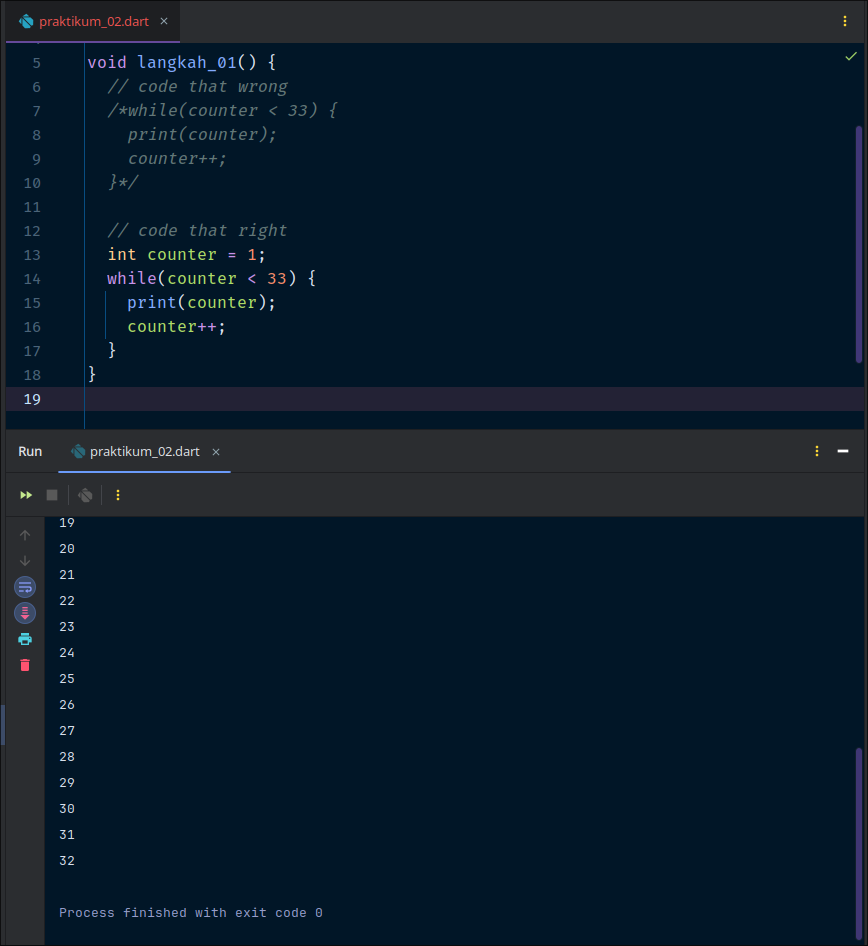 praktikum_02.dart
5 void langkah_01() {
6 // code that wrong
7 /*while(counter < 33) {
8 print(counter);
9 counter++;
10 }*/
11
12 // code that right
13 int counter = 1;
14 while(counter < 33) {
15 print(counter);
16 counter++;
17 }
18 }
19
Run praktikum_02.dart
19
20
21
22
23
24
25
26
27
28
29
30
31
32
Process finished with exit code 0